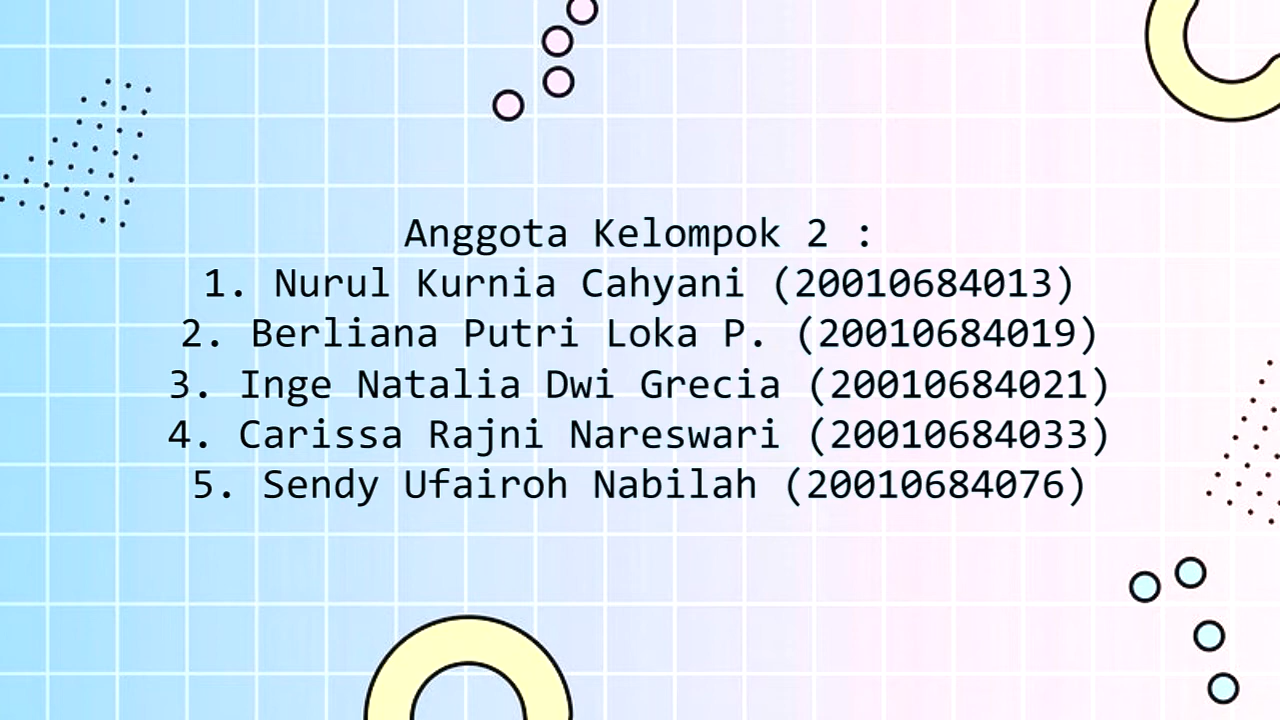 Anggota Kelompok 2 :
1. Nurul Kurnia Cahyani (20010684013)
2. Berliana Putri Loka P. (20010684019)
3. Inge Natalia Dwi Grecia (20010684021)
4. Carissa Rajni Nareswari (20010684033)
5. Sendy Ufairoh Nabilah (20010684076)